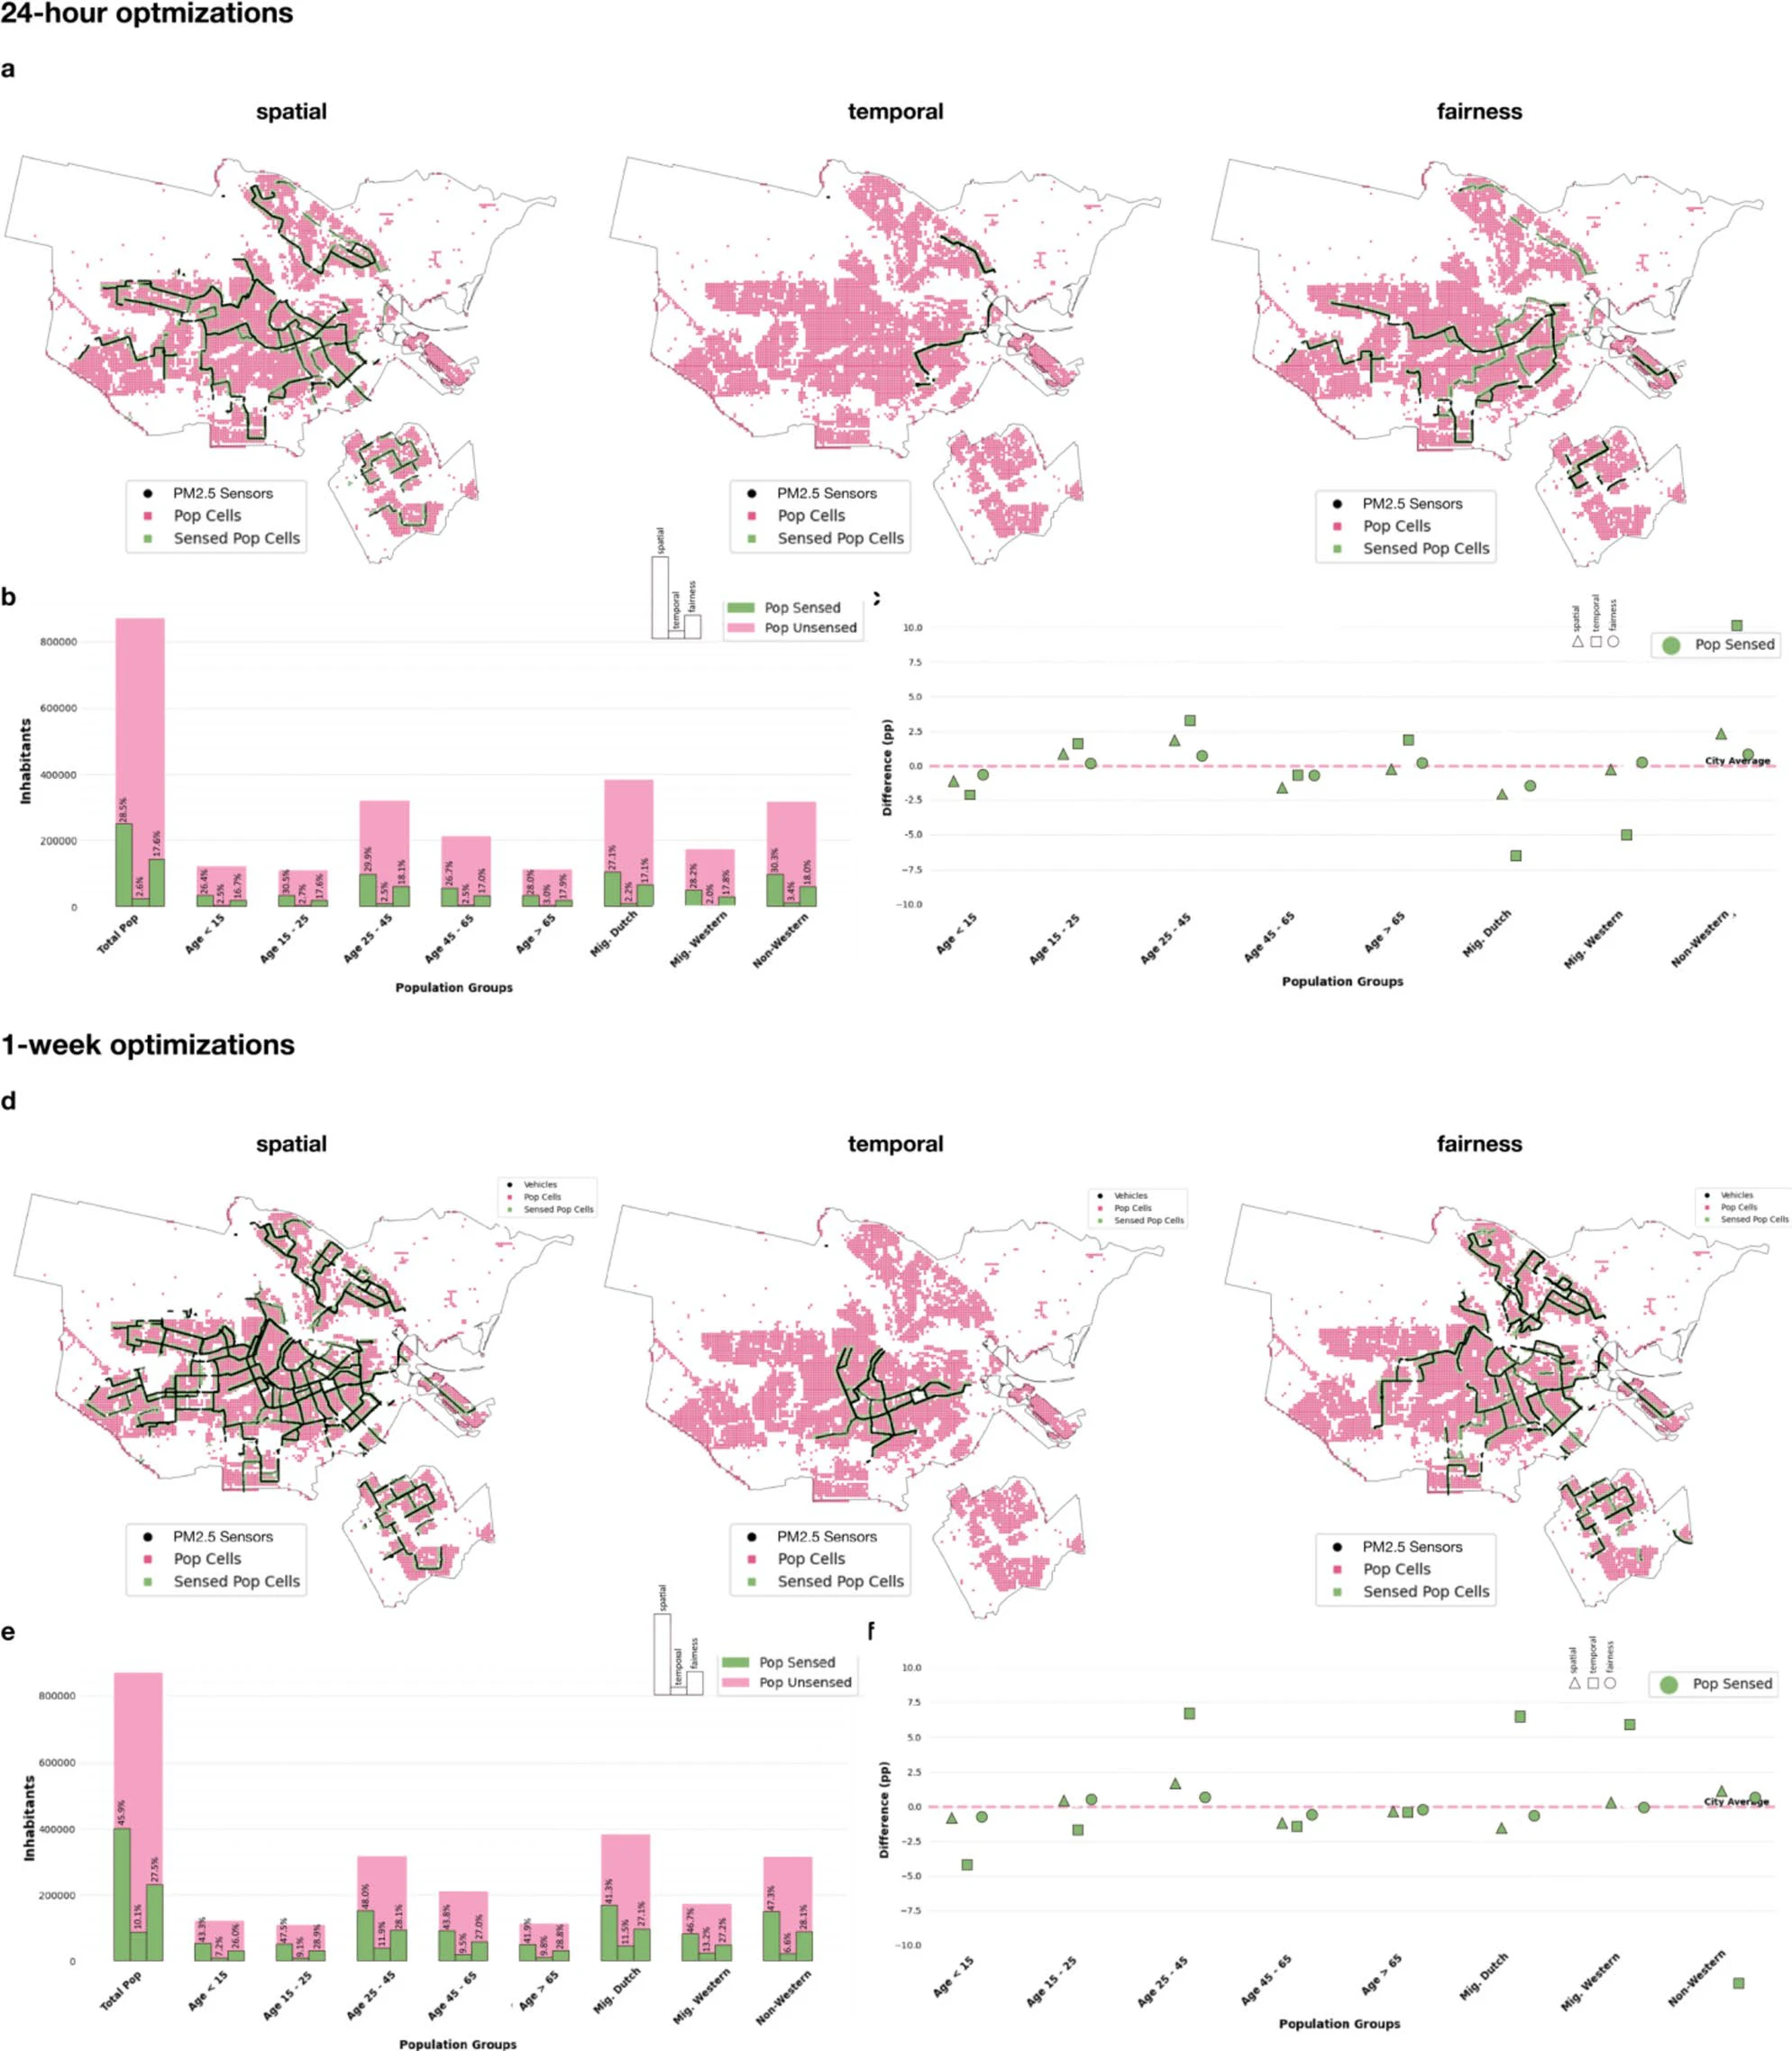 24-hour optmizations
a
spatial
temporal
fairness
PM2.5 Sensors
Pop Cells
Sensed Pop Cells
PM2.5 Sensors
Pop Cells
Sensed Pop Cells
PM2.5 Sensors
Pop Cells
Sensed Pop Cells
b
spatial
temporal
fairness
Pop Sensed
Pop Unsensed
Inhabitants
800000
600000
400000
200000
0
28.5%
2.6%
17.6%
26.4%
2.5%
16.7%
30.5%
2.7%
17.6%
29.9%
2.5%
18.1%
26.7%
2.5%
17.0%
28.0%
3.0%
17.9%
27.1%
2.2%
17.1%
28.2%
2.0%
17.8%
30.3%
3.4%
18.0%
Total Pop
Age < 15
Age 15 - 25
Age 25 - 45
Age 45 - 65
Age > 65
Mig. Dutch
Mig. Western
Non-Western
Population Groups
spatial
temporal
fairness
Pop Sensed
Difference (pp)
10.0
7.5
5.0
2.5
0.0
-2.5
-5.0
-7.5
-10.0
City Average
Age < 15
Age 15 - 25
Age 25 - 45
Age 45 - 65
Age > 65
Mig. Dutch
Mig. Western
Non-Western
Population Groups
1-week optimizations
d
spatial
temporal
fairness
Vehicles
Pop Cells
Sensed Pop Cells
Vehicles
Pop Cells
Sensed Pop Cells
Vehicles
Pop Cells
Sensed Pop Cells
PM2.5 Sensors
Pop Cells
Sensed Pop Cells
PM2.5 Sensors
Pop Cells
Sensed Pop Cells
PM2.5 Sensors
Pop Cells
Sensed Pop Cells
e
spatial
temporal
fairness
Pop Sensed
Pop Unsensed
Inhabitants
800000
600000
400000
200000
0
45.9%
10.1%
27.5%
43.3%
7.2%
26.0%
47.5%
9.1%
28.9%
48.0%
11.9%
28.1%
43.8%
9.5%
27.0%
41.9%
9.8%
28.8%
41.3%
11.5%
27.1%
46.7%
13.2%
27.2%
47.3%
6.6%
28.1%
Total Pop
Age < 15
Age 15 - 25
Age 25 - 45
Age 45 - 65
Age > 65
Mig. Dutch
Mig. Western
Non-Western
Population Groups
f
spatial
temporal
fairness
Pop Sensed
Difference (pp)
10.0
7.5
5.0
2.5
0.0
-2.5
-5.0
-7.5
-10.0
City Average
Age < 15
Age 15 - 25
Age 25 - 45
Age 45 - 65
Age > 65
Mig. Dutch
Mig. Western
Non-Western
Population Groups